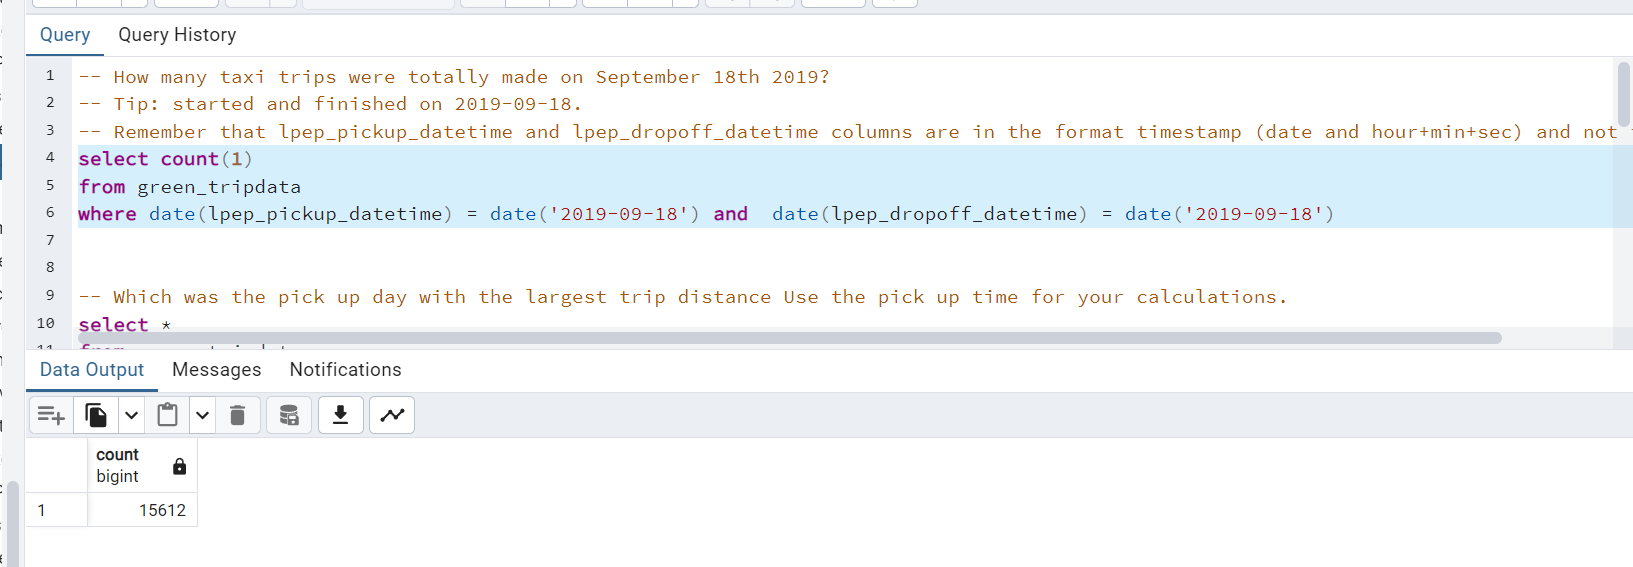 Query Query History
1 -- How many taxi trips were totally made on September 18th 2019?
2 -- Tip: started and finished on 2019-09-18.
3 -- Remember that lpep_pickup_datetime and lpep_dropoff_datetime columns are in the format timestamp (date and hour+min+sec) and not
4 select count(1)
5 from green_tripdata
6 where date(lpep_pickup_datetime) = date('2019-09-18') and  date(lpep_dropoff_datetime) = date('2019-09-18')
7
8
9 -- Which was the pick up day with the largest trip distance Use the pick up time for your calculations.
10 select *
Data Output Messages Notifications
count
bigint
1 15612